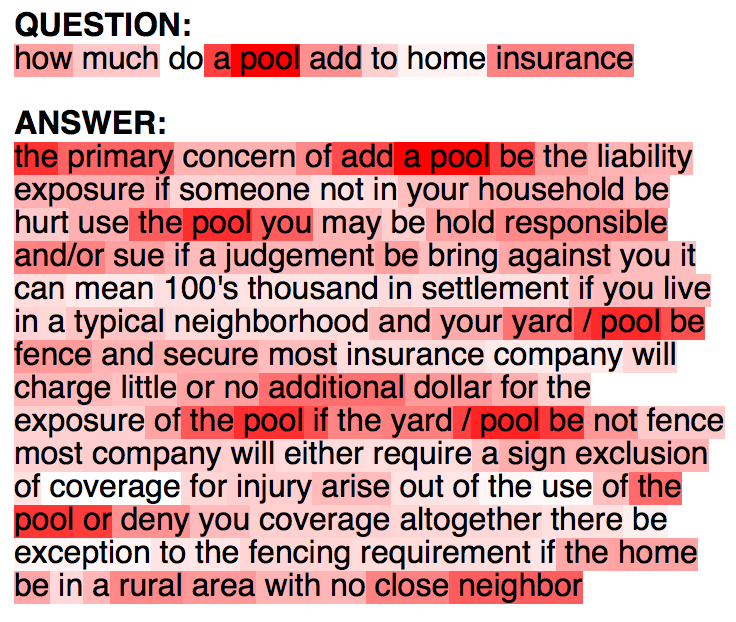 QUESTION:
how much do a pool add to home insurance
ANSWER:
the primary concern of add a pool be the liability
exposure if someone not in your household be
hurt use the pool you may be hold responsible
and/or sue if a judgement be bring against you it
can mean 100's thousand in settlement if you live
in a typical neighborhood and your yard / pool be
fence and secure most insurance company will
charge little or no additional dollar for the
exposure of the pool if the yard / pool be not fence
most company will either require a sign exclusion
of coverage for injury arise out of the use of the
pool or deny you coverage altogether there be
exception to the fencing requirement if the home
be in a rural area with no close neighbor